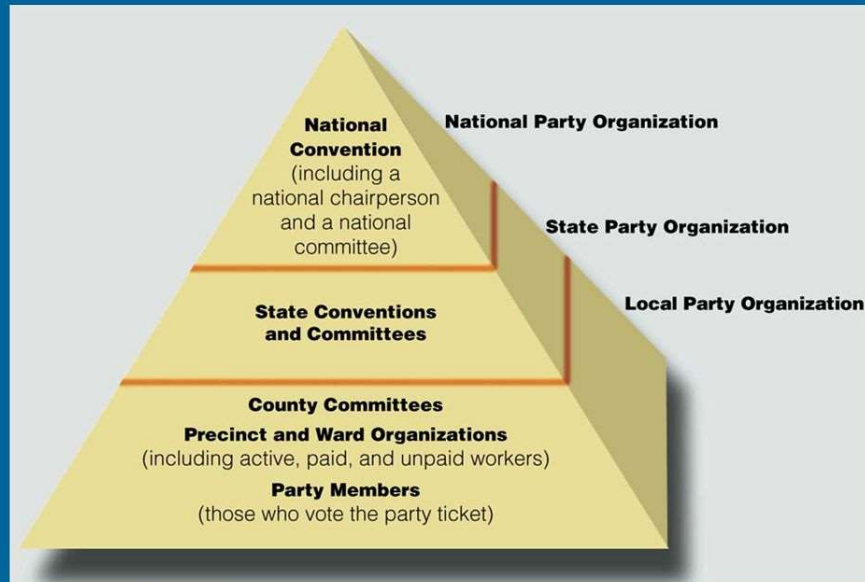 National
Convention
(including a
national chairperson
and a national
committee)
National Party Organization
State Party Organization
State Conventions
and Committees
Local Party Organization
County Committees
Precinct and Ward Organizations
(including active, paid, and unpaid workers)
Party Members
(those who vote the party ticket)